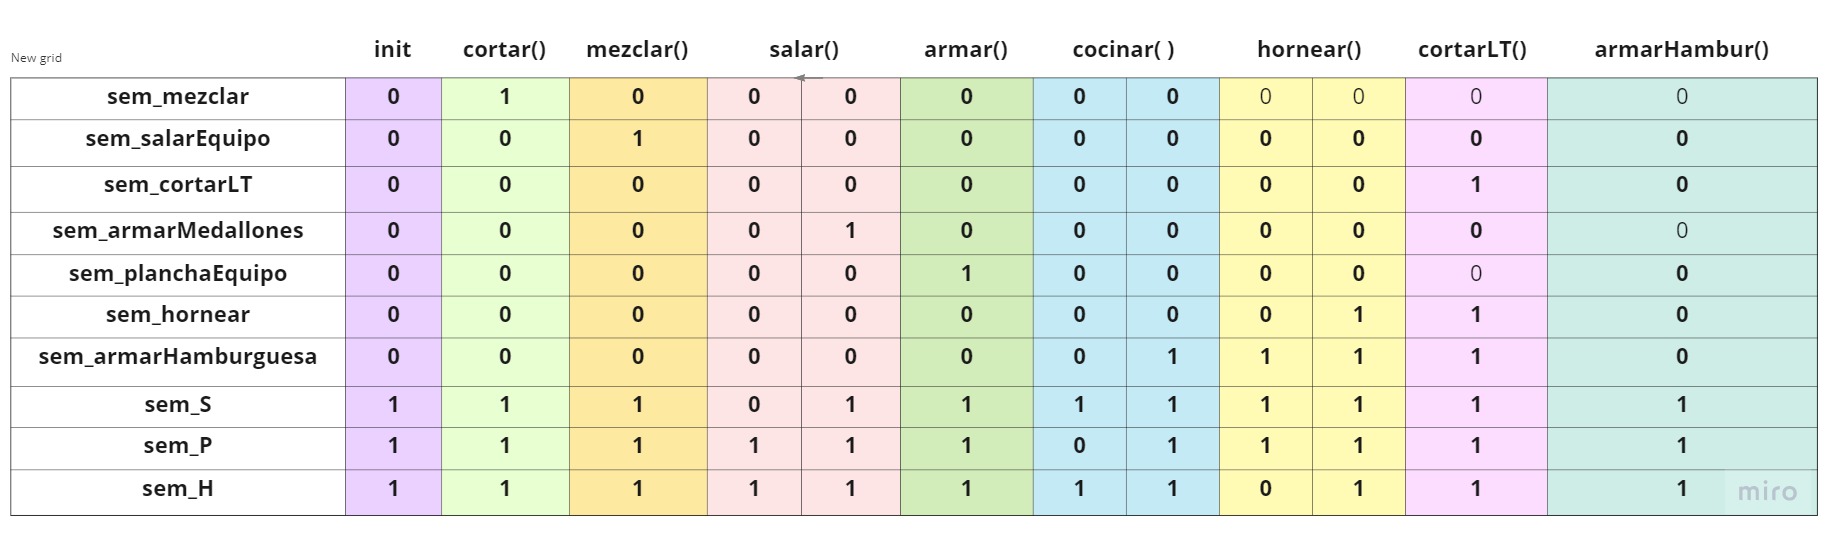 New grid init cortar() mezclar() salar() armar() cocinar( ) hornear() cortarLT() armarHambur()
sem_mezclar 0 1 0 0 0 0 0 0 0 0 0 0
sem_salarEquipo 0 0 1 0 0 0 0 0 0 0 0 0
sem_cortarLT 0 0 0 0 0 0 0 0 0 0 1 0
sem_armarMedallones 0 0 0 0 1 0 0 0 0 0 0 0
sem_planchaEquipo 0 0 0 0 0 1 0 0 0 0 0 0
sem_hornear 0 0 0 0 0 0 0 0 0 1 1 0
sem_armarHamburguesa 0 0 0 0 0 0 0 1 1 1 1 0
sem_S 1 1 1 0 1 1 1 1 1 1 1 1
sem_P 1 1 1 1 1 1 0 1 1 1 1 1
sem_H 1 1 1 1 1 1 1 1 0 1 1 1
miro